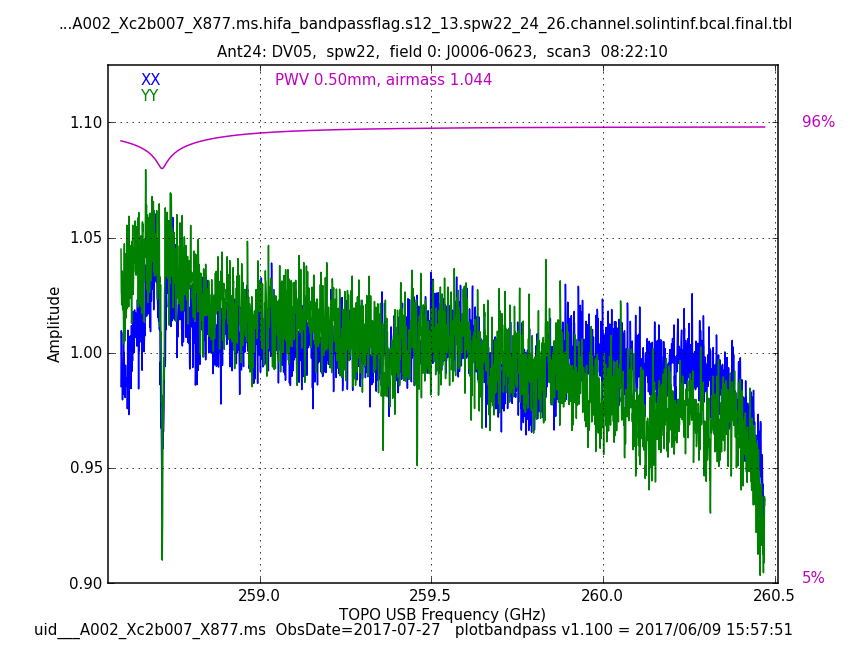 ...A002_Xc2b007_X877.ms.hifa_bandpassflag.s12_13.spw22_24_26.channel.solintinf.bcal.final.tbl
Ant24: DV05,  spw22,  field 0: J0006-0623,  scan3  08:22:10
XX
YY
PWV 0.50mm, airmass 1.044
96%
5%
1.10
1.05
1.00
0.95
0.90
Amplitude
259.0
259.5
260.0
260.5
TOPO USB Frequency (GHz)
uid___A002_Xc2b007_X877.ms  ObsDate=2017-07-27   plotbandpass v1.100 = 2017/06/09 15:57:51